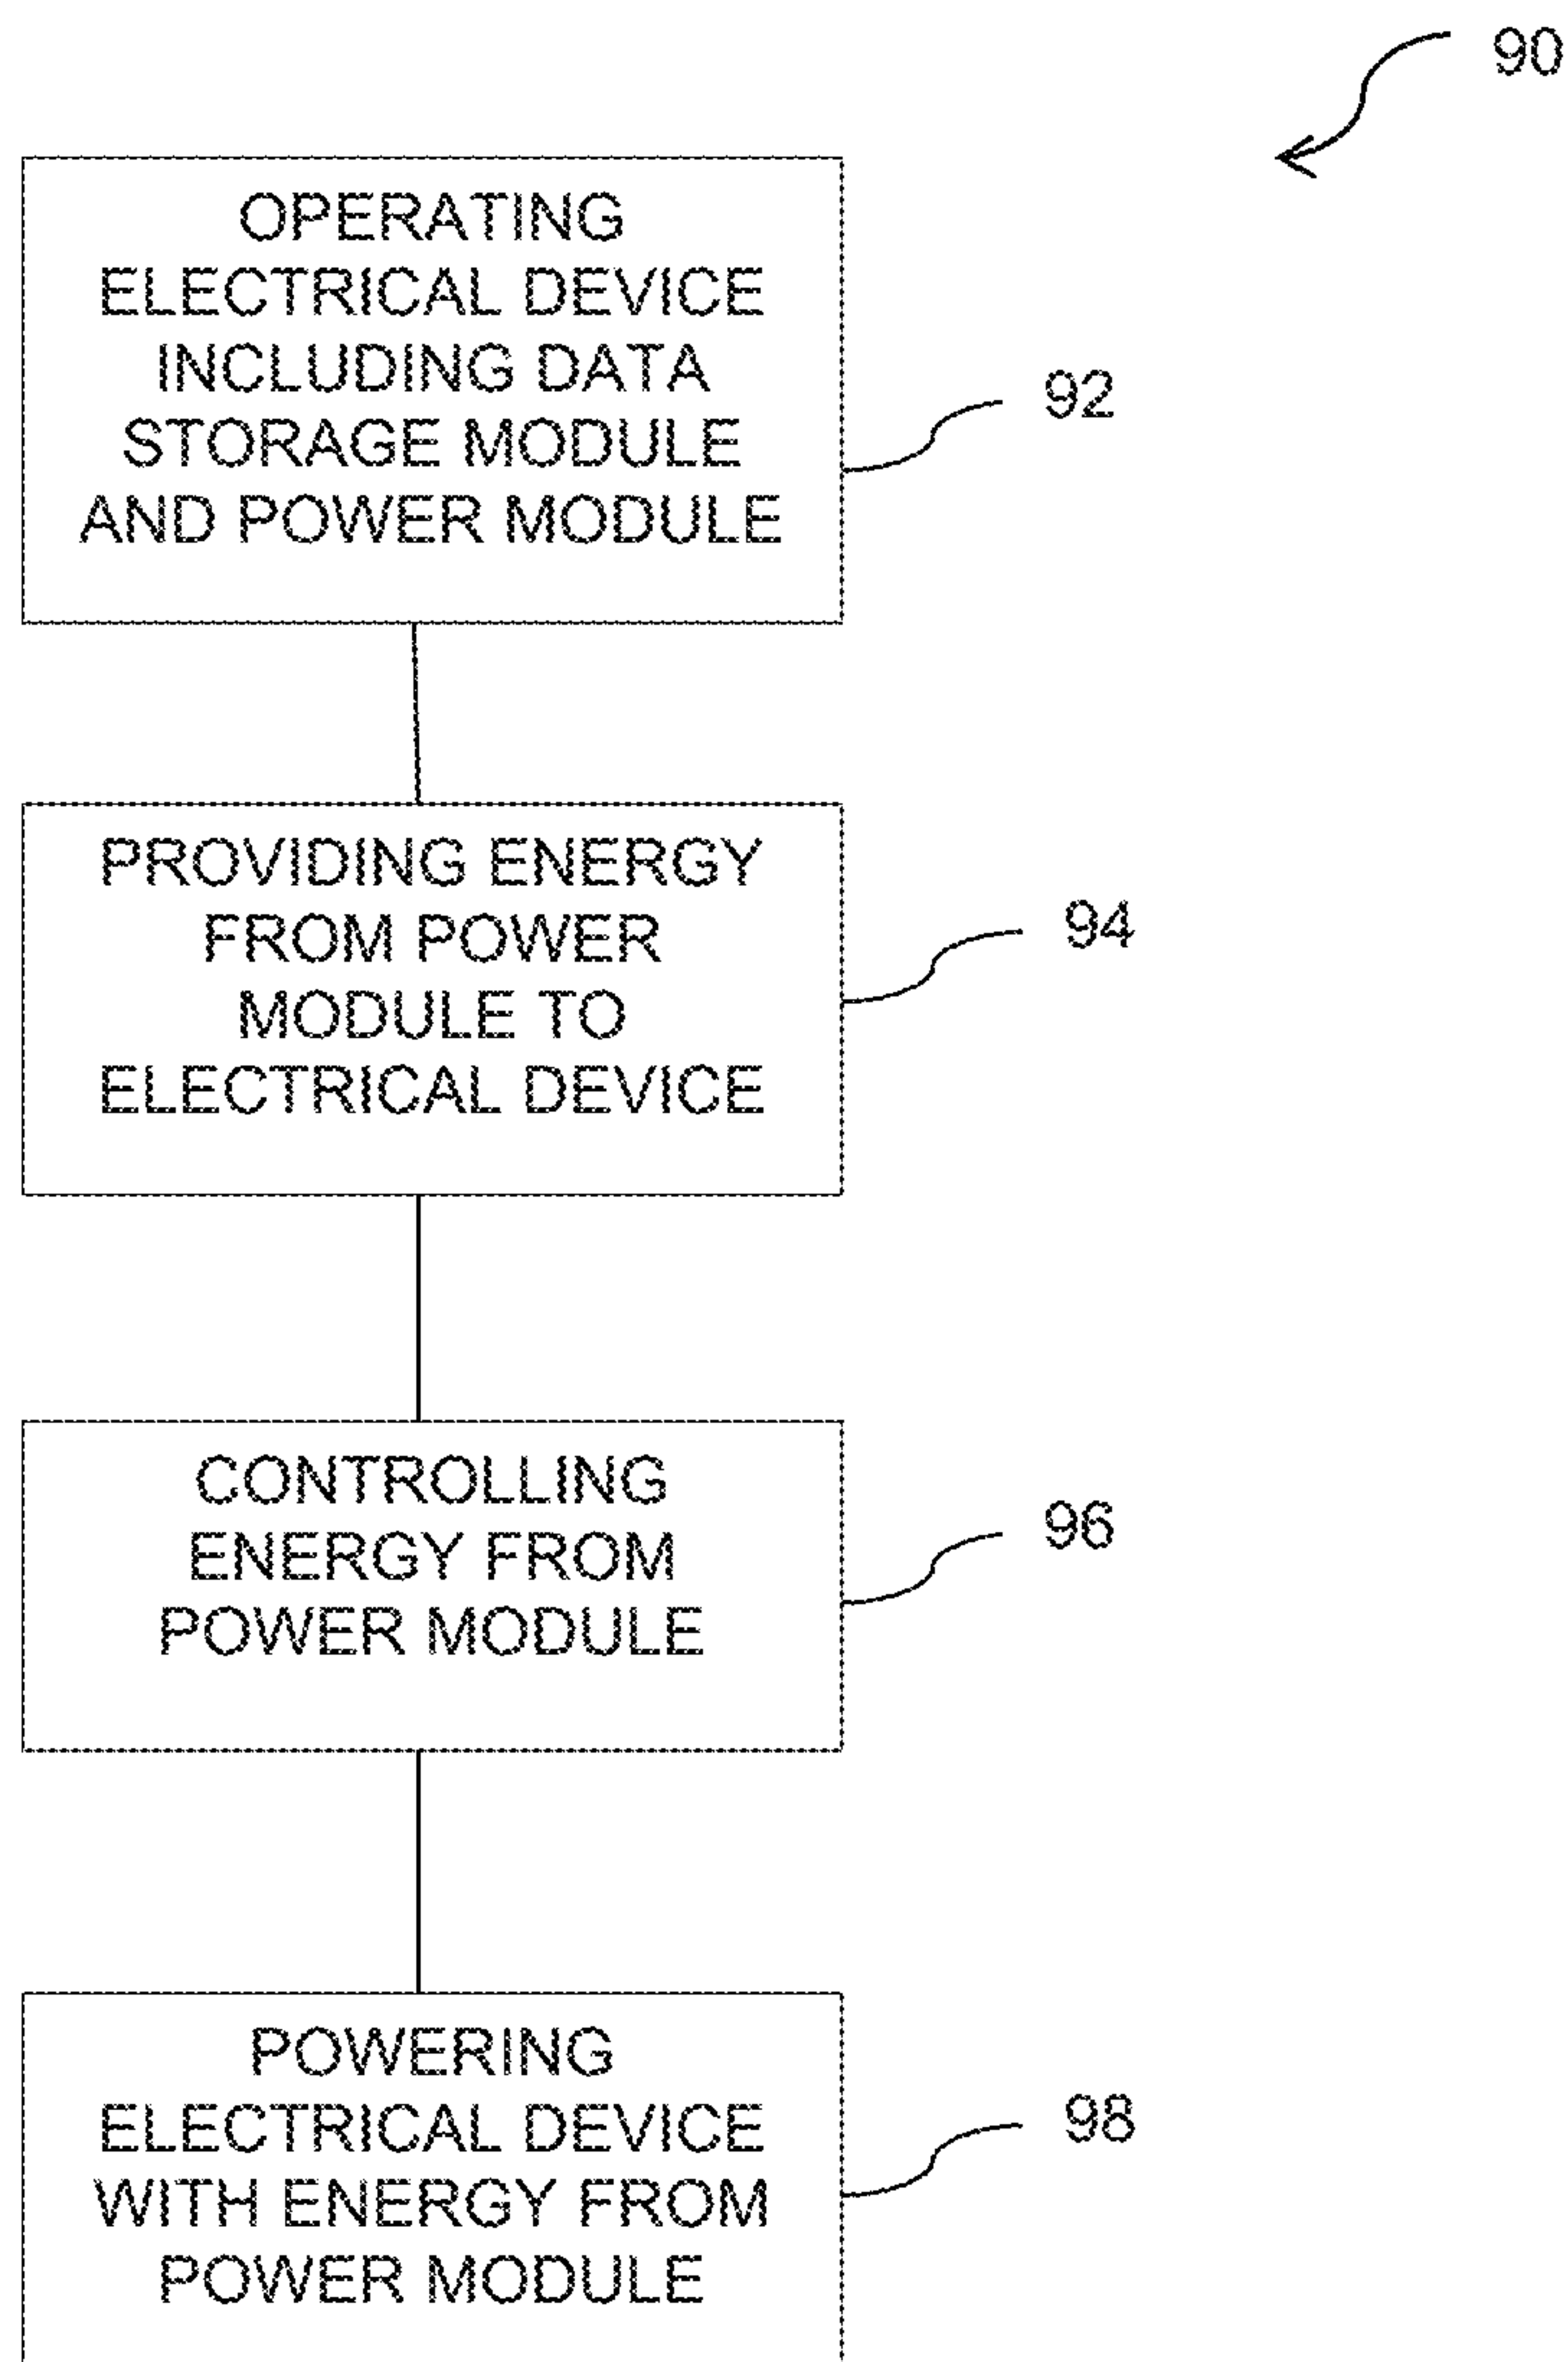 90
OPERATING
ELECTRICAL DEVICE
INCLUDING DATA
STORAGE MODULE
AND POWER MODULE
92
PROVIDING ENERGY
FROM POWER
MODULE TO
ELECTRICAL DEVICE
94
CONTROLLING
ENERGY FROM
POWER MODULE
96
POWERING
ELECTRICAL DEVICE
WITH ENERGY FROM
POWER MODULE
98